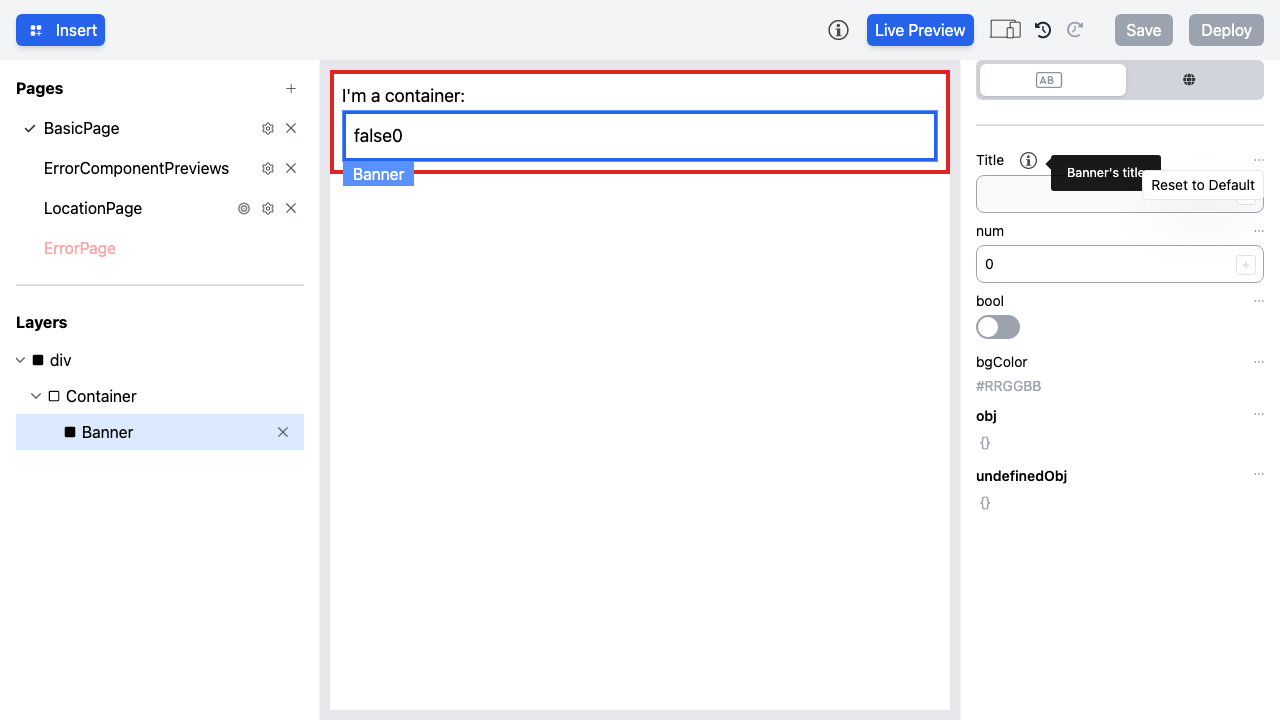 Insert
Live Preview
Save
Deploy
Pages
BasicPage
ErrorComponentPreviews
LocationPage
ErrorPage
Layers
div
Container
Banner
I'm a container:
false0
Banner
AB
Title
Banner's title
Reset to Default
num
0
bool
bgColor
#RRGGBB
obj
{}
undefinedObj
{}